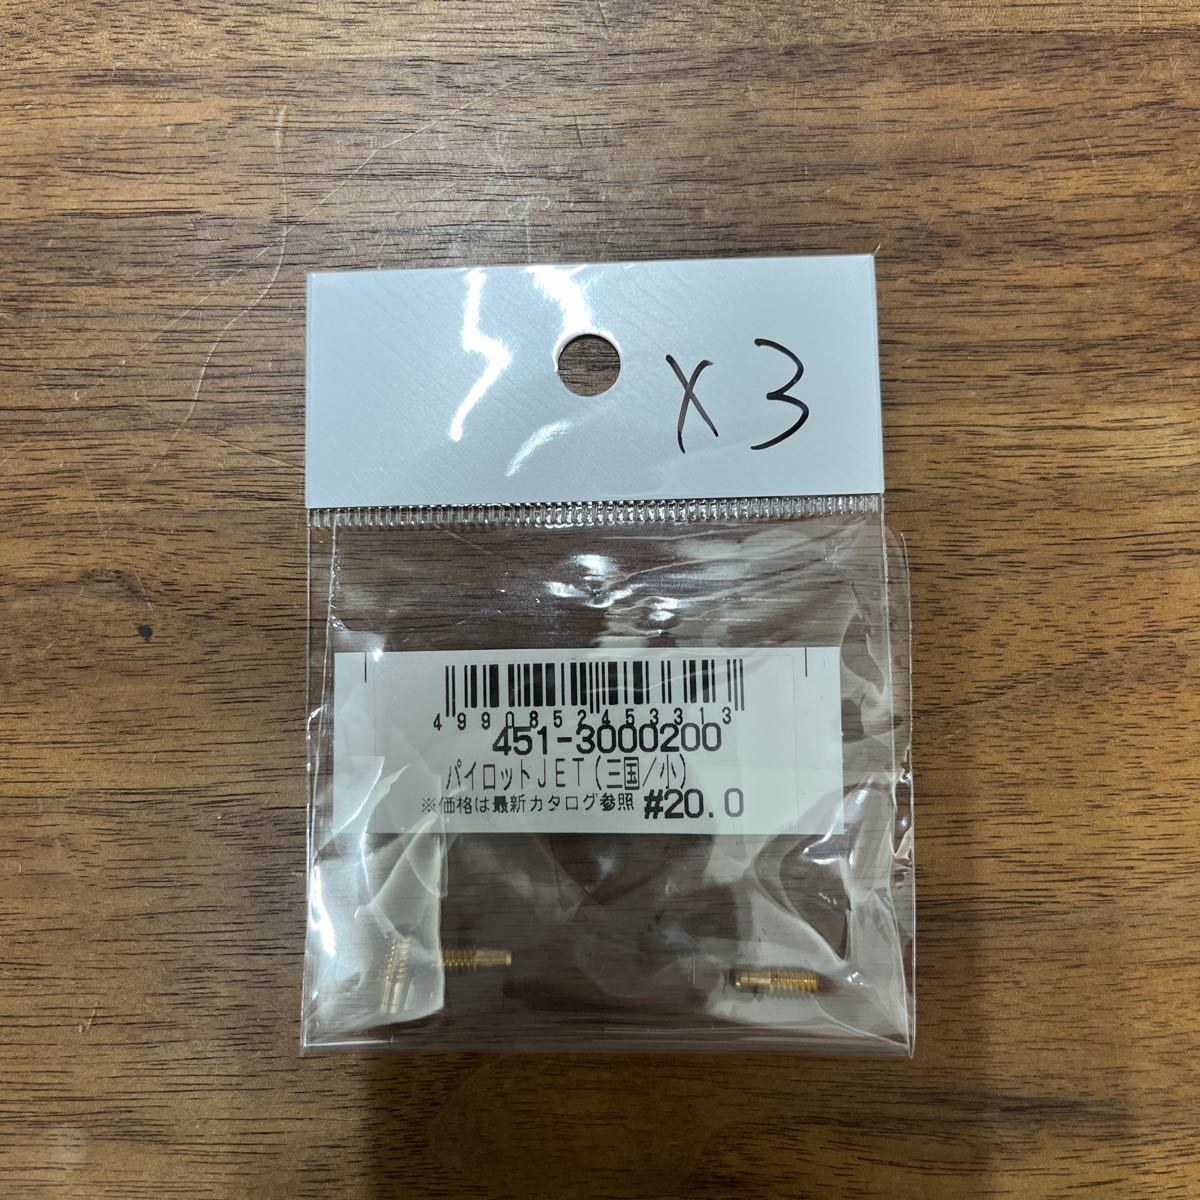 X3
4990852453313
451-3000200
パイロットJET(三国/小)
※価格は最新カタログ参照 #20.0